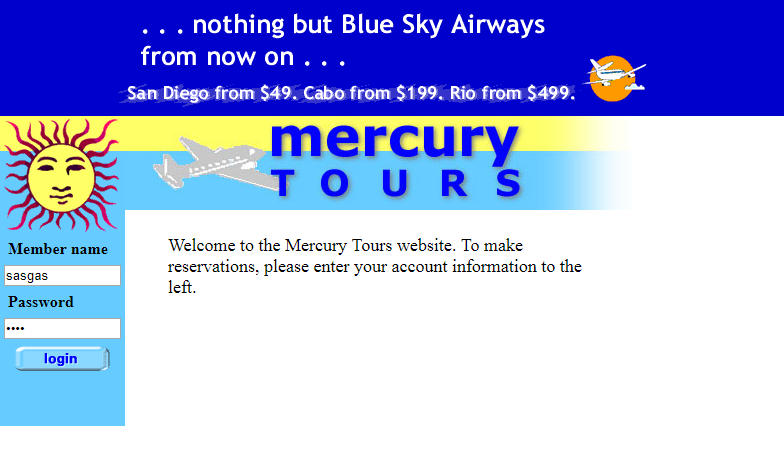 . . . nothing but Blue Sky Airways
from now on . . .
San Diego from $49. Cabo from $199. Rio from $499.
mercury
TOURS
Member name
sasgas
Password
••••
login
Welcome to the Mercury Tours website. To make
reservations, please enter your account information to the
left.